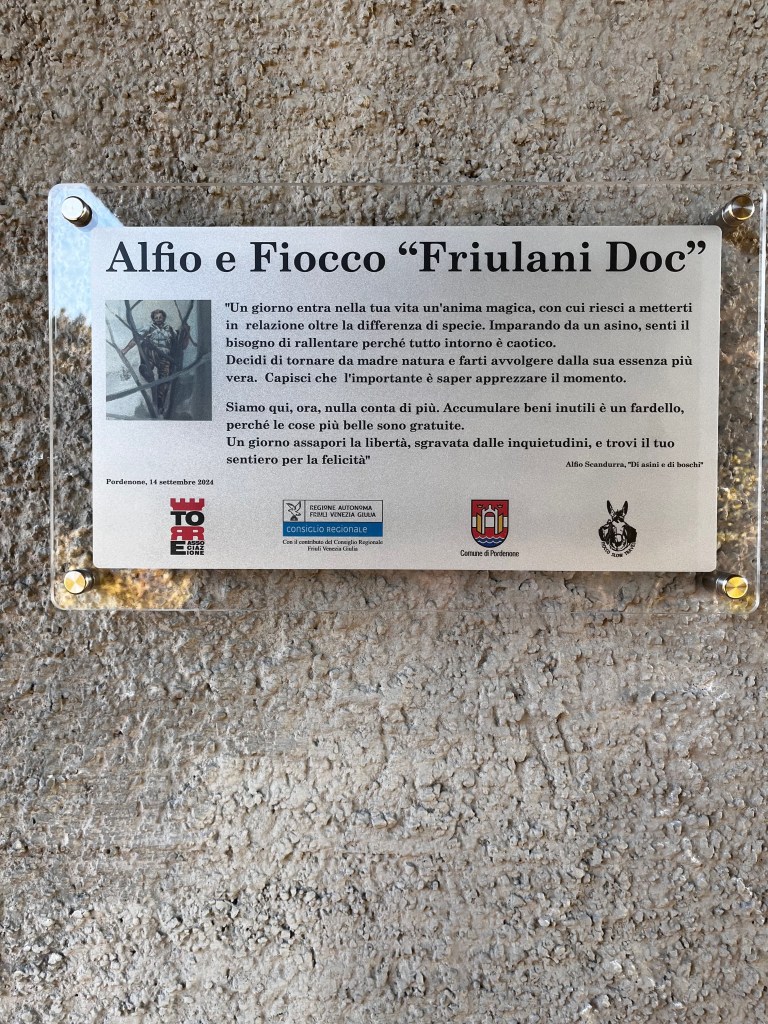 Alfio e Fiocco “Friulani Doc”
"Un giorno entra nella tua vita un'anima magica, con cui riesci a metterti
in relazione oltre la differenza di specie. Imparando da un asino, senti il
bisogno di rallentare perché tutto intorno è caotico.
Decidi di tornare da madre natura e farti avvolgere dalla sua essenza più
vera. Capisci che l'importante è saper apprezzare il momento.
Siamo qui, ora, nulla conta di più. Accumulare beni inutili è un fardello,
perché le cose più belle sono gratuite.
Un giorno assapori la libertà, sgravata dalle inquietudini, e trovi il tuo
sentiero per la felicità"
Alfio Scandurra, "Di asini e di boschi"
Pordenone, 14 settembre 2024
TO
RR
E ASSO
CIAZ
IONE
REGIONE AUTONOMA
FRIULI VENEZIA GIULIA
CONSIGLIO REGIONALE
Con il contributo del Consiglio Regionale
Friuli Venezia Giulia
Comune di Pordenone